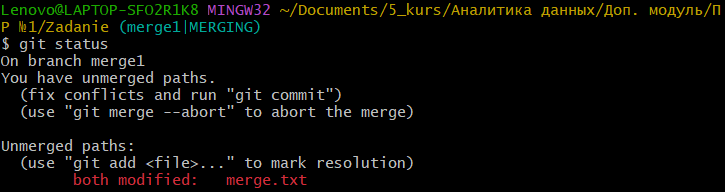 Lenovo@LAPTOP-SFO2R1K8 MINGW32 ~/Documents/5_kurs/Аналитика данных/Доп. модуль/П
Р №1/Zadanie (merge1|MERGING)
$ git status
On branch merge1
You have unmerged paths.
  (fix conflicts and run "git commit")
  (use "git merge --abort" to abort the merge)

Unmerged paths:
  (use "git add <file>..." to mark resolution)
        both modified:   merge.txt